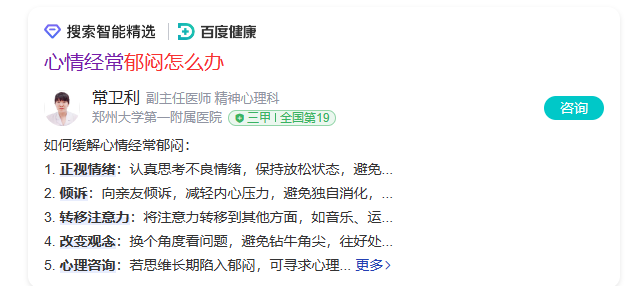 搜索智能精选 百度健康
心情经常郁闷怎么办
常卫利 副主任医师 精神心理科
郑州大学第一附属医院 三甲 全国第19
咨询
如何缓解心情经常郁闷：
1. 正视情绪：认真思考不良情绪，保持放松状态，避免...
2. 倾诉：向亲友倾诉，减轻内心压力，避免独自消化，...
3. 转移注意力：将注意力转移到其他方面，如音乐、运...
4. 改变观念：换个角度看问题，避免钻牛角尖，往好处...
5. 心理咨询：若思维长期陷入郁闷，可寻求心理... 更多>